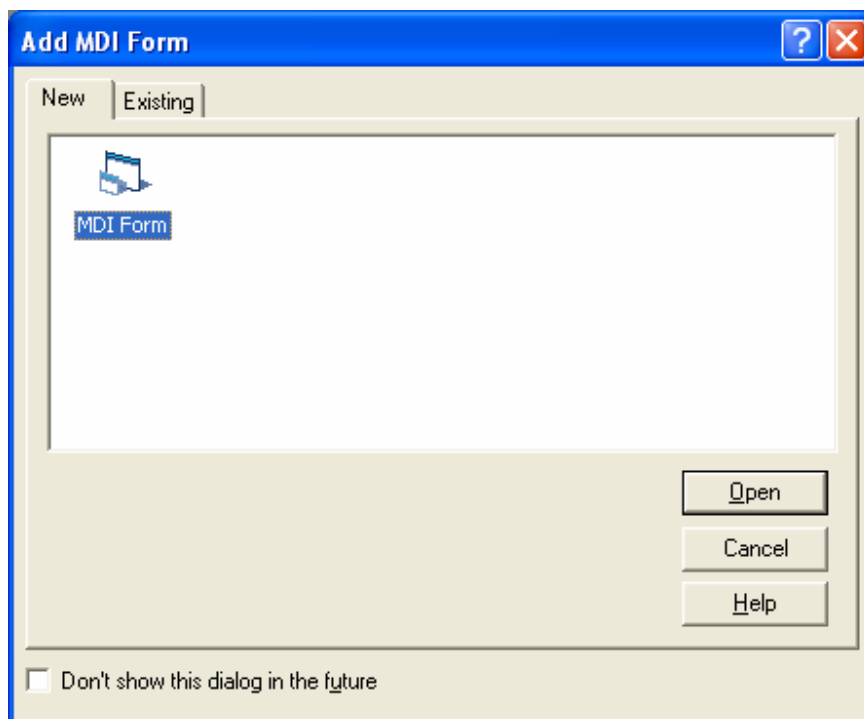 Add MDI Form
New Existing
MDI Form
Open
Cancel
Help
Don't show this dialog in the future